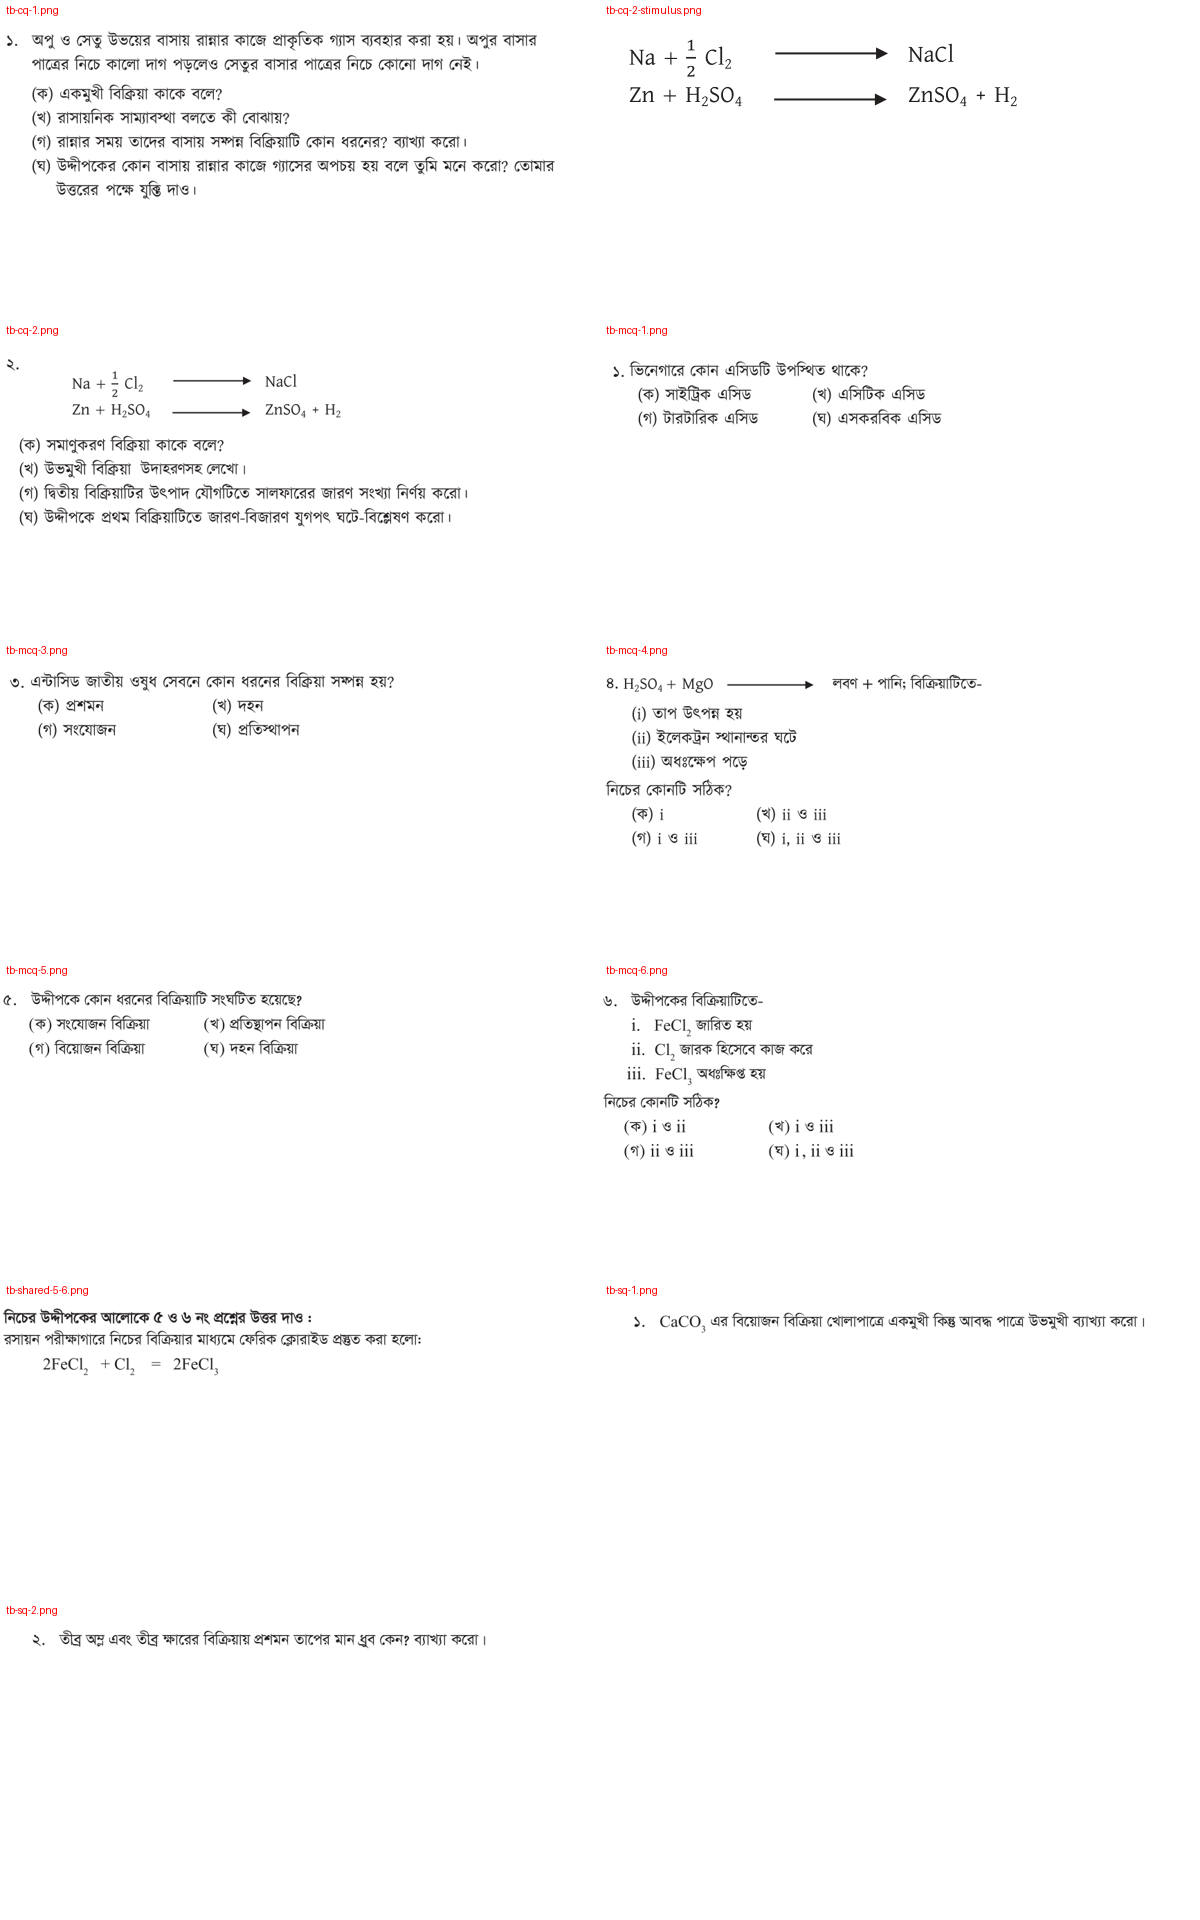 tb-cq-1.png
১. অপু ও সেতু উভয়ের বাসায় রান্নার কাজে প্রাকৃতিক গ্যাস ব্যবহার করা হয়। অপুর বাসার
পাত্রের নিচে কালো দাগ পড়লেও সেতুর বাসার পাত্রের নিচে কোনো দাগ নেই।
(ক) একমুখী বিক্রিয়া কাকে বলে?
(খ) রাসায়নিক সাম্যাবস্থা বলতে কী বোঝায়?
(গ) রান্নার সময় তাদের বাসায় সম্পন্ন বিক্রিয়াটি কোন ধরনের? ব্যাখ্যা করো।
(ঘ) উদ্দীপকের কোন বাসায় রান্নার কাজে গ্যাসের অপচয় হয় বলে তুমি মনে করো? তোমার
উত্তরের পক্ষে যুক্তি দাও।
tb-cq-2-stimulus.png
Na + 1/2 Cl₂ ⟶ NaCl
Zn + H₂SO₄ ⟶ ZnSO₄ + H₂
tb-cq-2.png
২.
Na + 1/2 Cl₂ ⟶ NaCl
Zn + H₂SO₄ ⟶ ZnSO₄ + H₂
(ক) সমাণুকরণ বিক্রিয়া কাকে বলে?
(খ) উভমুখী বিক্রিয়া উদাহরণসহ লেখো।
(গ) দ্বিতীয় বিক্রিয়াটির উৎপাদ যৌগটিতে সালফারের জারণ সংখ্যা নির্ণয় করো।
(ঘ) উদ্দীপকে প্রথম বিক্রিয়াটিতে জারণ-বিজারণ যুগপৎ ঘটে-বিশ্লেষণ করো।
tb-mcq-1.png
১. ভিনেগারে কোন এসিডটি উপস্থিত থাকে?
(ক) সাইট্রিক এসিড (খ) এসিটিক এসিড
(গ) টারটারিক এসিড (ঘ) এসকরবিক এসিড
tb-mcq-3.png
৩. এন্টাসিড জাতীয় ওষুধ সেবনে কোন ধরনের বিক্রিয়া সম্পন্ন হয়?
(ক) প্রশমন (খ) দহন
(গ) সংযোজন (ঘ) প্রতিস্থাপন
tb-mcq-4.png
৪. H₂SO₄ + MgO ⟶ লবণ + পানি; বিক্রিয়াটিতে-
(i) তাপ উৎপন্ন হয়
(ii) ইলেকট্রন স্থানান্তর ঘটে
(iii) অধঃক্ষেপ পড়ে
নিচের কোনটি সঠিক?
(ক) i (খ) ii ও iii
(গ) i ও iii (ঘ) i, ii ও iii
tb-mcq-5.png
৫. উদ্দীপকে কোন ধরনের বিক্রিয়াটি সংঘটিত হয়েছে?
(ক) সংযোজন বিক্রিয়া (খ) প্রতিস্থাপন বিক্রিয়া
(গ) বিয়োজন বিক্রিয়া (ঘ) দহন বিক্রিয়া
tb-mcq-6.png
৬. উদ্দীপকের বিক্রিয়াটিতে-
i. FeCl₂ জারিত হয়
ii. Cl₂ জারক হিসেবে কাজ করে
iii. FeCl₃ অধঃক্ষিপ্ত হয়
নিচের কোনটি সঠিক?
(ক) i ও ii (খ) i ও iii
(গ) ii ও iii (ঘ) i, ii ও iii
tb-shared-5-6.png
নিচের উদ্দীপকের আলোকে ৫ ও ৬ নং প্রশ্নের উত্তর দাও :
রসায়ন পরীক্ষাগারে নিচের বিক্রিয়ার মাধ্যমে ফেরিক ক্লোরাইড প্রস্তুত করা হলো:
2FeCl₂ + Cl₂ = 2FeCl₃
tb-sq-1.png
১. CaCO₃ এর বিয়োজন বিক্রিয়া খোলাপাত্রে একমুখী কিন্তু আবদ্ধ পাত্রে উভমুখী ব্যাখ্যা করো।
tb-sq-2.png
২. তীব্র অম্ল এবং তীব্র ক্ষারের বিক্রিয়ায় প্রশমন তাপের মান ধ্রুব কেন? ব্যাখ্যা করো।